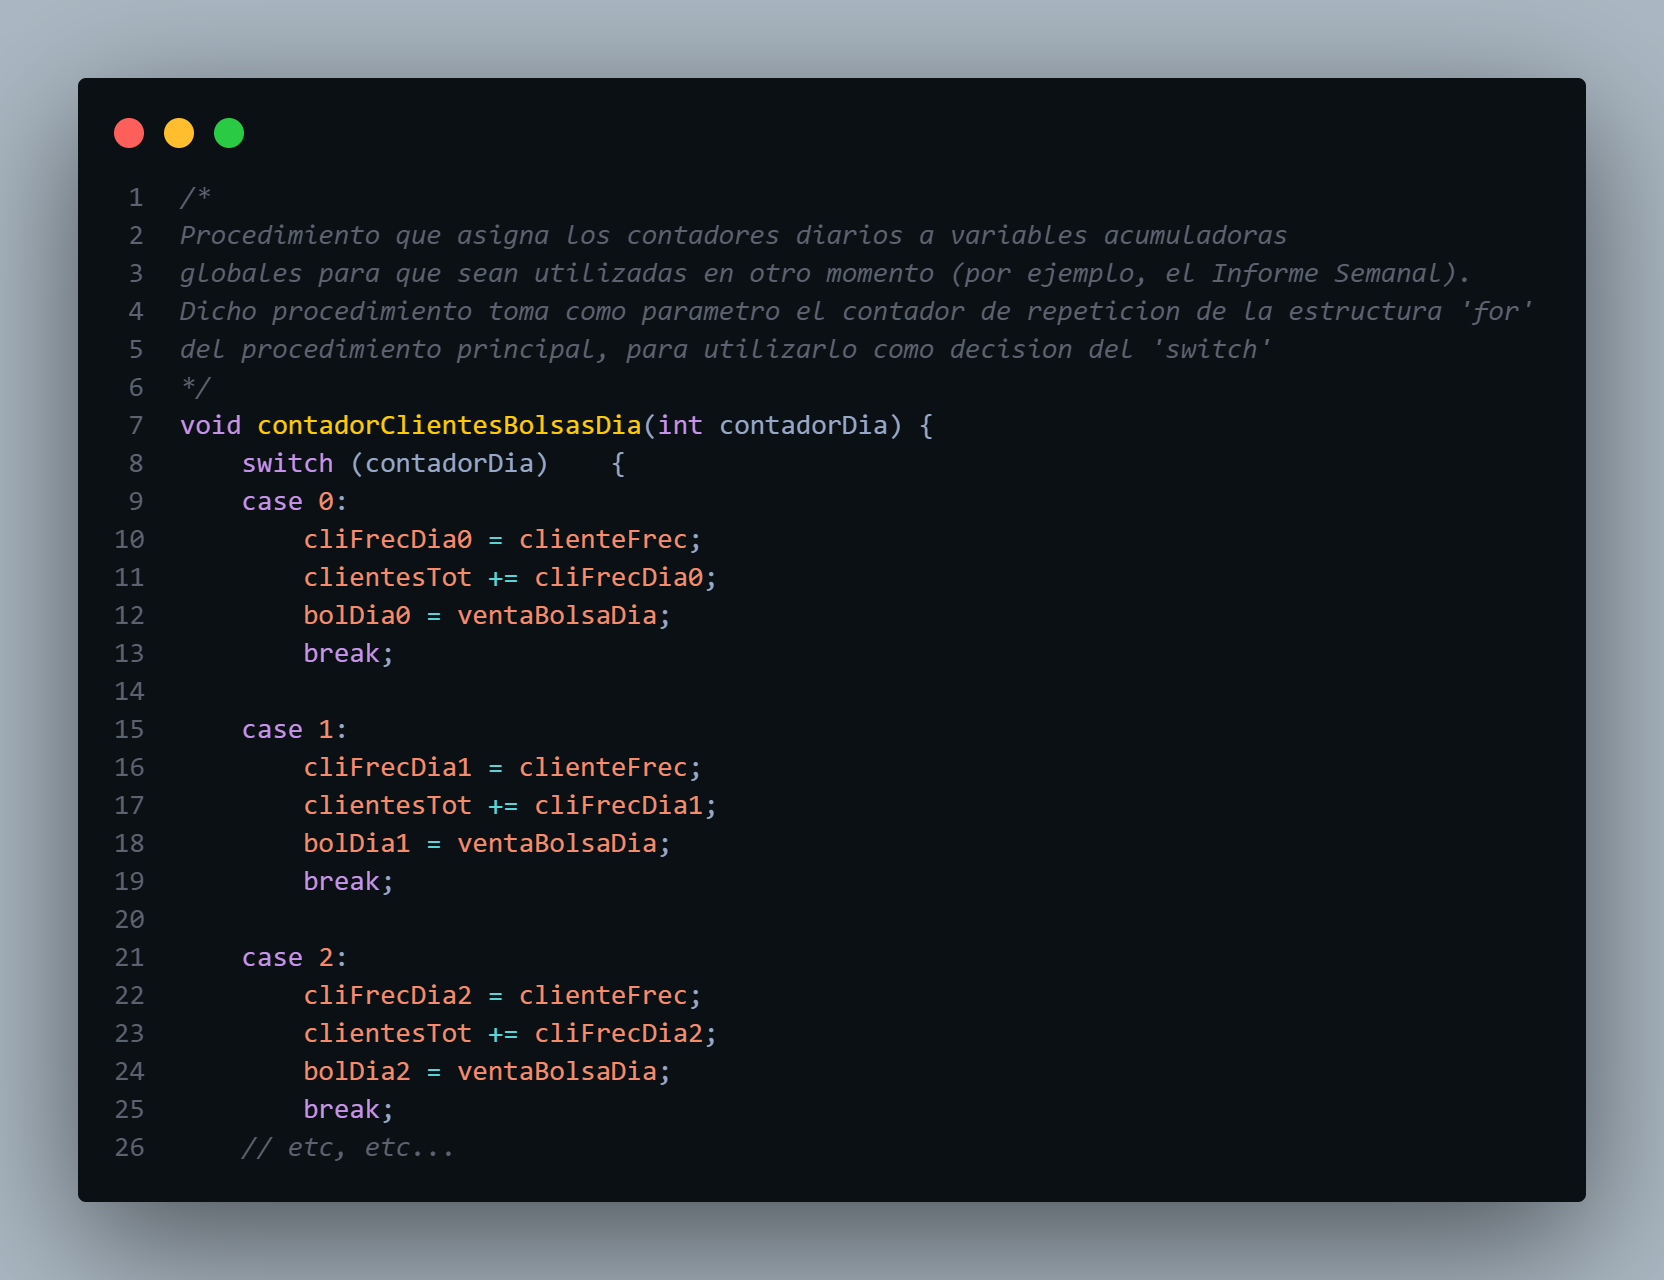 1 /*
2 Procedimiento que asigna los contadores diarios a variables acumuladoras
3 globales para que sean utilizadas en otro momento (por ejemplo, el Informe Semanal).
4 Dicho procedimiento toma como parametro el contador de repeticion de la estructura 'for'
5 del procedimiento principal, para utilizarlo como decision del 'switch'
6 */
7 void contadorClientesBolsasDia(int contadorDia) {
8     switch (contadorDia)    {
9     case 0:
10         cliFrecDia0 = clienteFrec;
11         clientesTot += cliFrecDia0;
12         bolDia0 = ventaBolsaDia;
13         break;
14
15     case 1:
16         cliFrecDia1 = clienteFrec;
17         clientesTot += cliFrecDia1;
18         bolDia1 = ventaBolsaDia;
19         break;
20
21     case 2:
22         cliFrecDia2 = clienteFrec;
23         clientesTot += cliFrecDia2;
24         bolDia2 = ventaBolsaDia;
25         break;
26     // etc, etc...